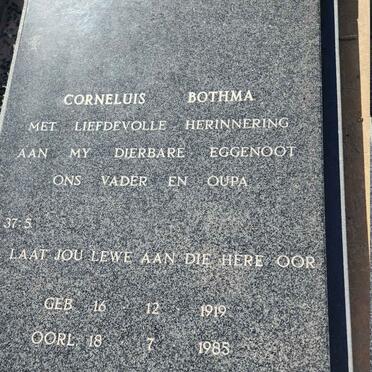 CORNELUIS BOTHMA
MET LIEFDEVOLLE HERINNERING
AAN MY DIERBARE EGGENOOT
ONS VADER EN OUPA
37-5
LAAT JOU LEWE AAN DIE HERE OOR
GEB 16 12 1919
OORL 18 7 1985